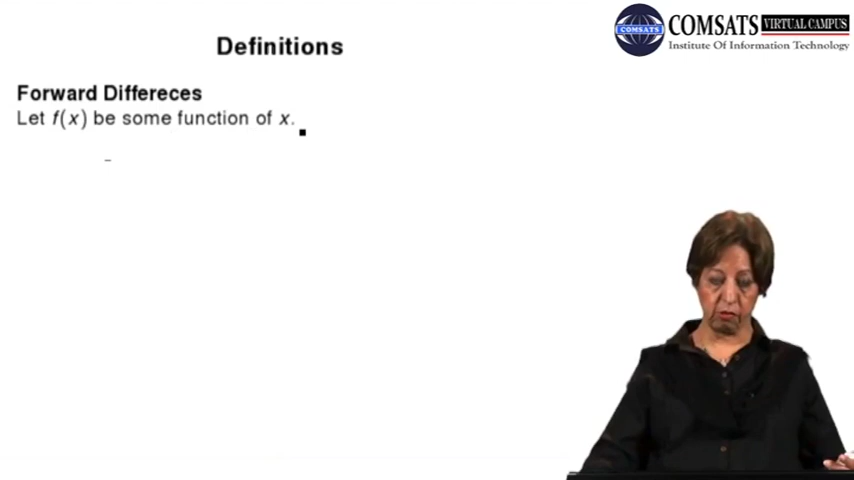 Definitions
COMSATS VIRTUAL CAMPUS
COMSATS
Institute Of Information Technology
Forward Differeces
Let f(x) be some function of x.